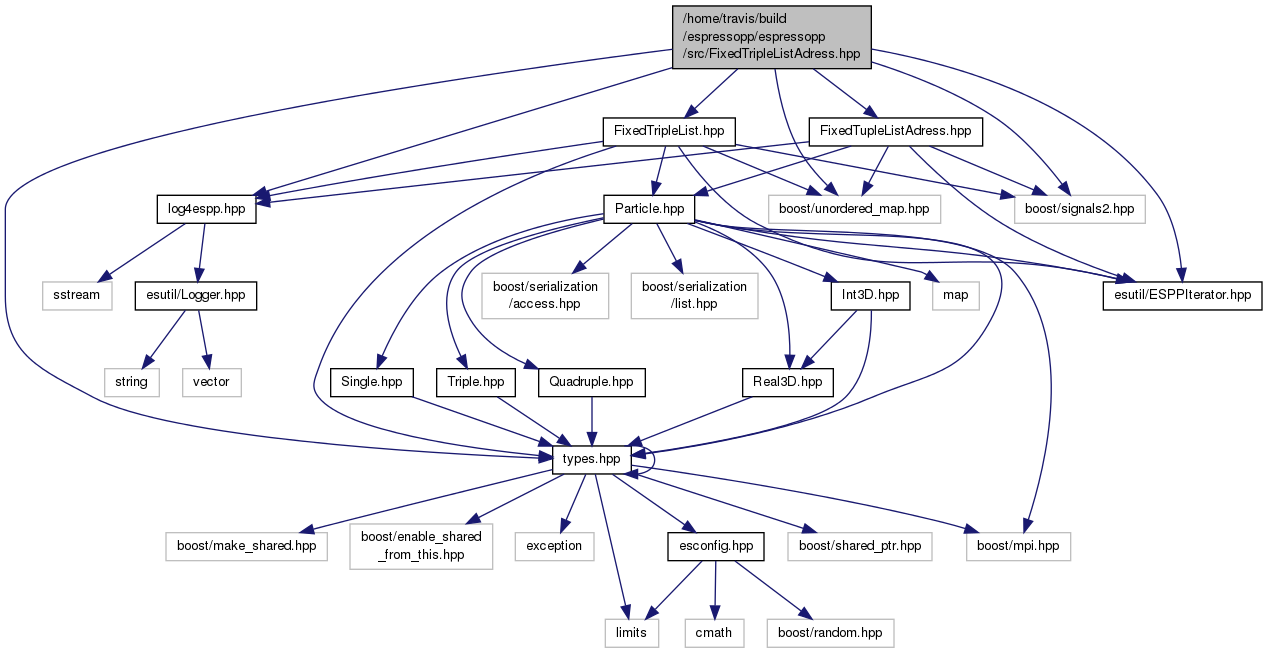 /home/travis/build
/espressopp/espressopp
/src/FixedTripleListAdress.hpp
FixedTripleList.hpp
FixedTupleListAdress.hpp
log4espp.hpp
Particle.hpp
boost/unordered_map.hpp
boost/signals2.hpp
sstream
esutil/Logger.hpp
boost/serialization
/access.hpp
boost/serialization
/list.hpp
Int3D.hpp
map
esutil/ESPPIterator.hpp
string
vector
Single.hpp
Triple.hpp
Quadruple.hpp
Real3D.hpp
types.hpp
boost/make_shared.hpp
boost/enable_shared
_from_this.hpp
exception
esconfig.hpp
boost/shared_ptr.hpp
boost/mpi.hpp
limits
cmath
boost/random.hpp